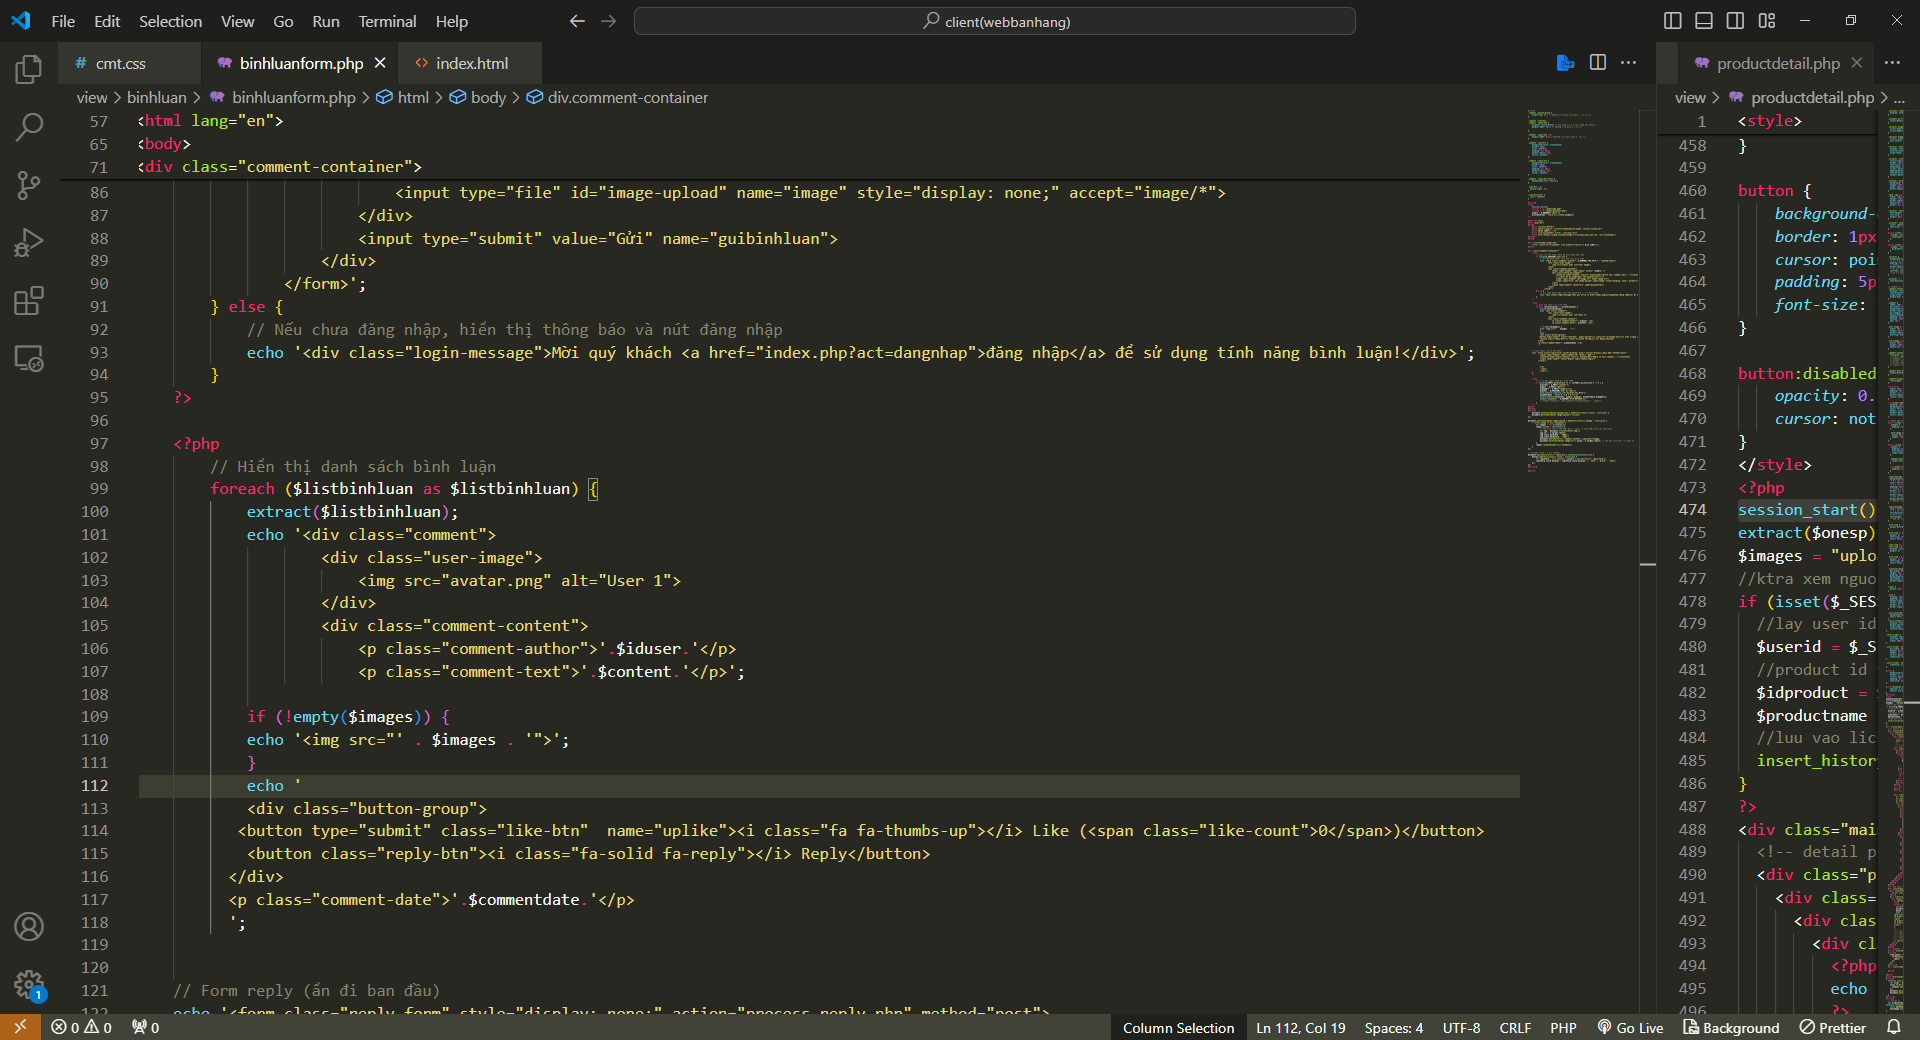 File Edit Selection View Go Run Terminal Help
client(webbanhang)
cmt.css
binhluanform.php
index.html
productdetail.php
view > binhluan > binhluanform.php > html > body > div.comment-container
57 <html lang="en">
65 <body>
71 <div class="comment-container">
86 <input type="file" id="image-upload" name="image" style="display: none;" accept="image/*">
87 </div>
88 <input type="submit" value="Gửi" name="guibinhluan">
89 </div>
90 </form>';
91 } else {
92 // Nếu chưa đăng nhập, hiển thị thông báo và nút đăng nhập
93 echo '<div class="login-message">Mời quý khách <a href="index.php?act=dangnhap">đăng nhập</a> để sử dụng tính năng bình luận!</div>';
94 }
95 ?>
96
97 <?php
98 // Hiển thị danh sách bình luận
99 foreach ($listbinhluan as $listbinhluan) {
100 extract($listbinhluan);
101 echo '<div class="comment">
102 <div class="user-image">
103 <img src="avatar.png" alt="User 1">
104 </div>
105 <div class="comment-content">
106 <p class="comment-author">'.$iduser.'</p>
107 <p class="comment-text">'.$content.'</p>';
108
109 if (!empty($images)) {
110 echo '<img src="' . $images . '">';
111 }
112 echo '
113 <div class="button-group">
114 <button type="submit" class="like-btn"  name="uplike"><i class="fa fa-thumbs-up"></i> Like (<span class="like-count">0</span>)</button>
115 <button class="reply-btn"><i class="fa-solid fa-reply"></i> Reply</button>
116 </div>
117 <p class="comment-date">'.$commentdate.'</p>
118 ';
119
120
121 // Form reply (ẩn đi ban đầu)
122 echo '<form class="reply-form" style="display: none;" action="process_reply.php" method="post">
view > productdetail.php > ...
1 <style>
458 }
459
460 button {
461 background-
462 border: 1px
463 cursor: poi
464 padding: 5p
465 font-size:
466 }
467
468 button:disabled
469 opacity: 0.
470 cursor: not
471 }
472 </style>
473 <?php
474 session_start()
475 extract($onesp)
476 $images = "uplo
477 //ktra xem nguo
478 if (isset($_SES
479 //lay user id
480 $userid = $_S
481 //product id
482 $idproduct =
483 $productname
484 //luu vao lic
485 insert_histor
486 }
487 ?>
488 <div class="mai
489 <!-- detail p
490 <div class="p
491 <div class=
492 <div clas
493 <div cl
494 <?php
495 echo
496 ?>
1
0 0 0
Column Selection Ln 112, Col 19 Spaces: 4 UTF-8 CRLF PHP Go Live Background Prettier